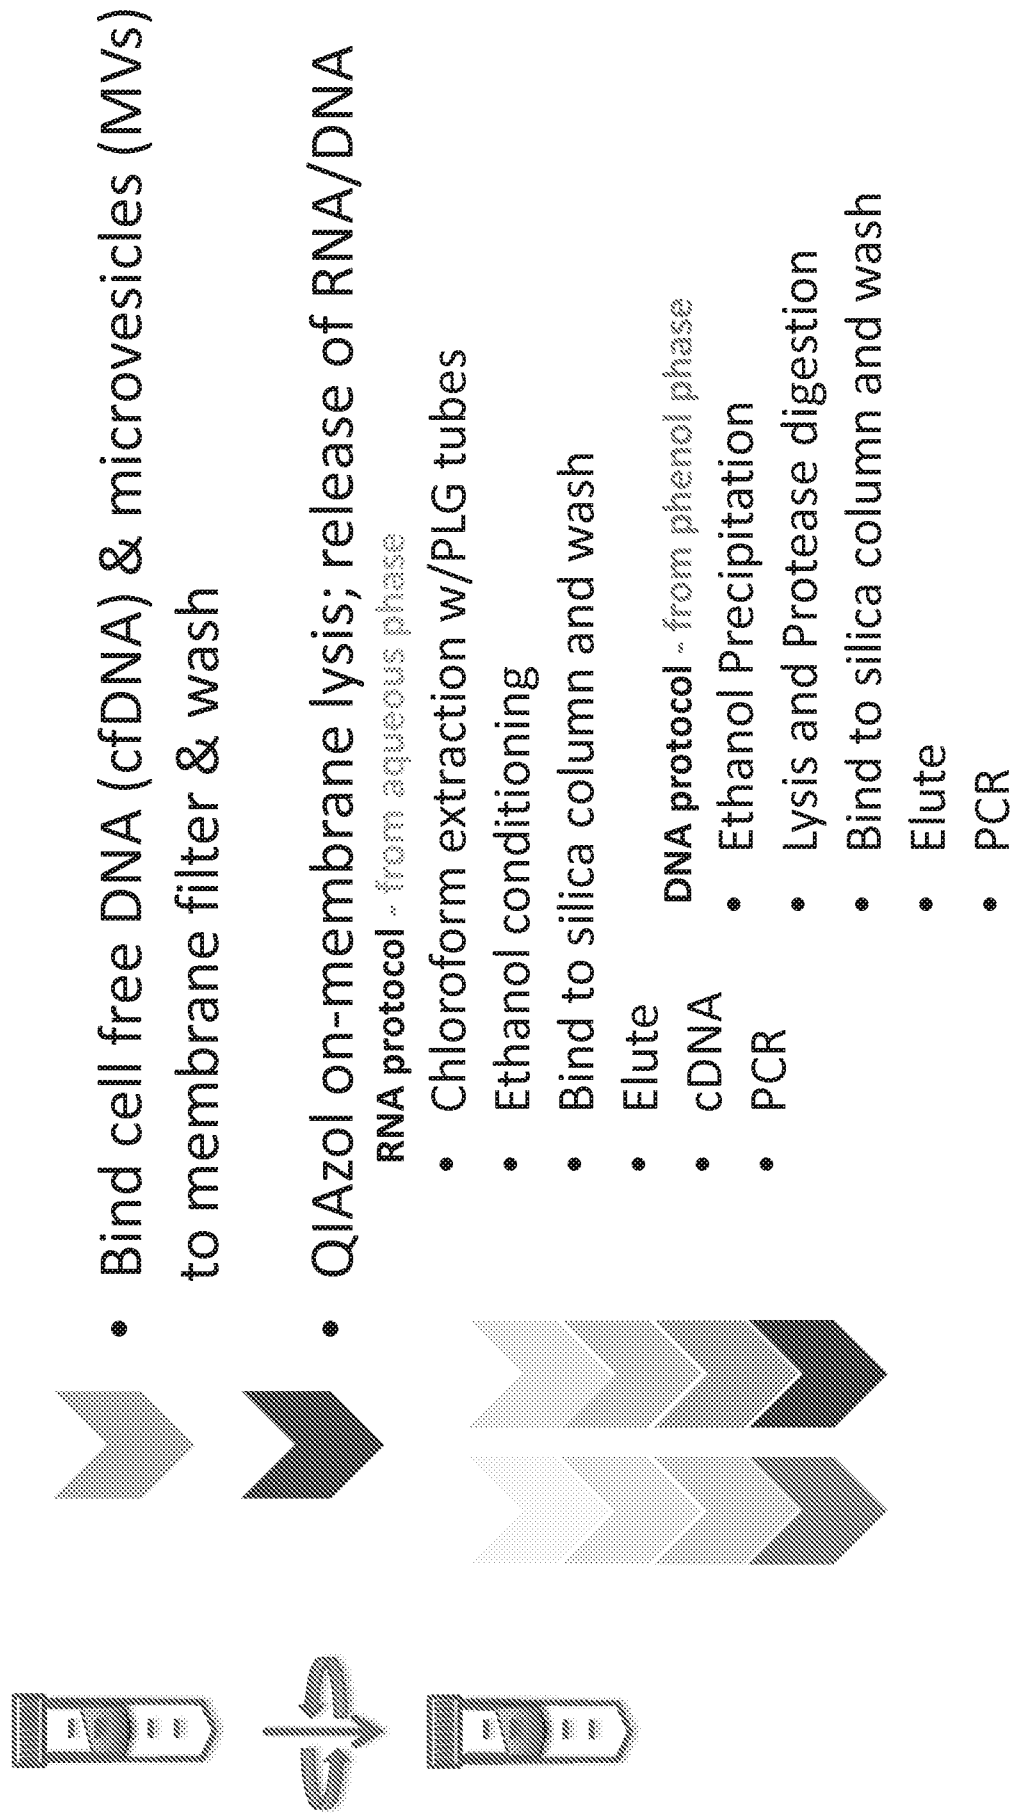 • Bind cell free DNA (cfDNA) & microvesicles (MVs)
to membrane filter & wash
• QIAzol on-membrane lysis; release of RNA/DNA
RNA protocol - from aqueous phase
• Chloroform extraction w/PLG tubes
• Ethanol conditioning
• Bind to silica column and wash
• Elute
• cDNA
• PCR
DNA protocol - from phenol phase
• Ethanol Precipitation
• Lysis and Protease digestion
• Bind to silica column and wash
• Elute
• PCR